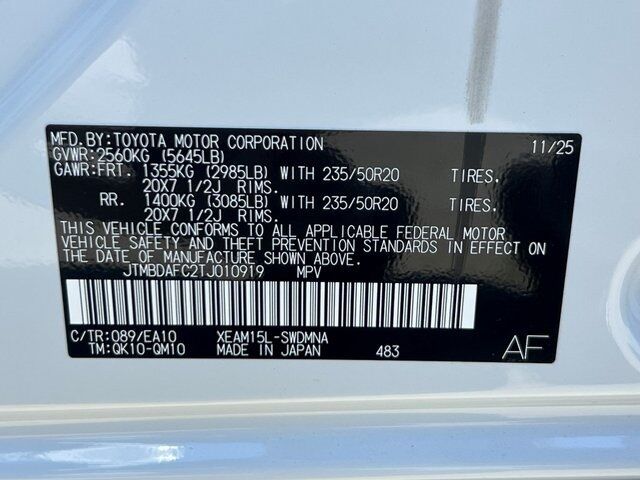 MFD.BY:TOYOTA MOTOR CORPORATION 11/25
GVWR:2560KG (5645LB)
GAWR:FRT. 1355KG (2985LB) WITH 235/50R20 TIRES.
20X7 1/2J RIMS.
RR. 1400KG (3085LB) WITH 235/50R20 TIRES.
20X7 1/2J RIMS.
THIS VEHICLE CONFORMS TO ALL APPLICABLE FEDERAL MOTOR
VEHICLE SAFETY AND THEFT PREVENTION STANDARDS IN EFFECT ON
THE DATE OF MANUFACTURE SHOWN ABOVE.
JTMBDAFC2TJ010919 MPV
C/TR:089/EA10 XEAM15L-SWDMNA
TM:QK10-QM10 MADE IN JAPAN 483 AF